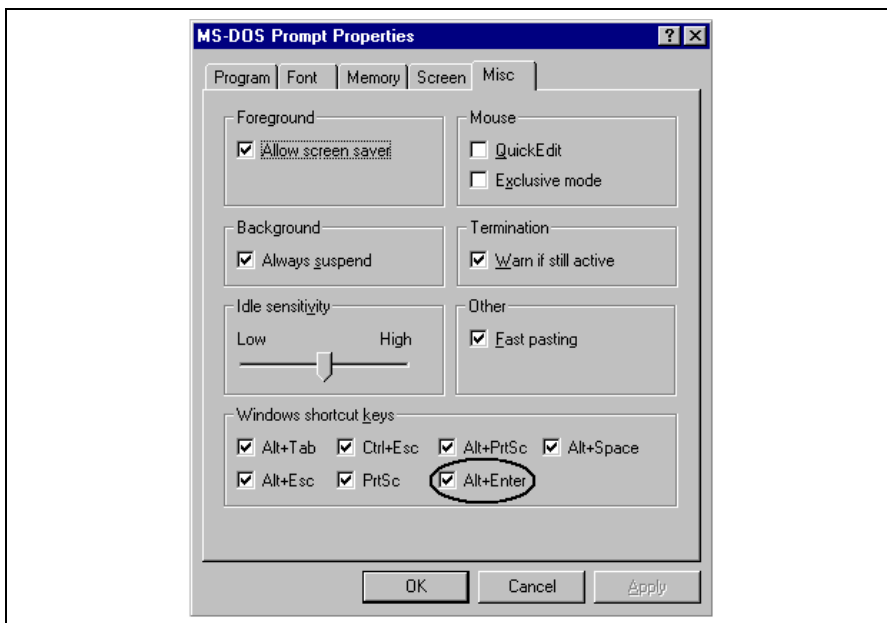 MS-DOS Prompt Properties
Program Font Memory Screen Misc
Foreground
Allow screen saver
Mouse
QuickEdit
Exclusive mode
Background
Always suspend
Termination
Warn if still active
Idle sensitivity
Low High
Other
Fast pasting
Windows shortcut keys
Alt+Tab Ctrl+Esc Alt+PrtSc Alt+Space
Alt+Esc PrtSc Alt+Enter
OK Cancel Apply